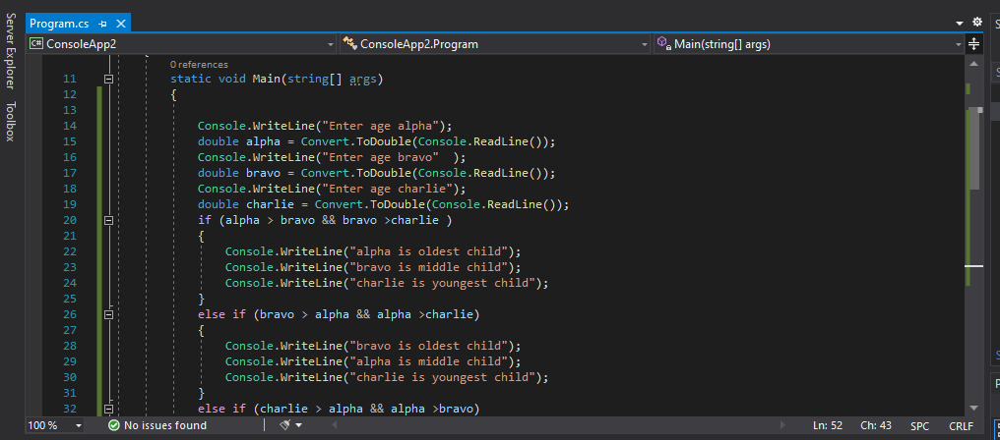 Server Explorer
Toolbox
Program.cs
C# ConsoleApp2
ConsoleApp2.Program
Main(string[] args)
0 references
11 static void Main(string[] args)
12 {
13
14 Console.WriteLine("Enter age alpha");
15 double alpha = Convert.ToDouble(Console.ReadLine());
16 Console.WriteLine("Enter age bravo"  );
17 double bravo = Convert.ToDouble(Console.ReadLine());
18 Console.WriteLine("Enter age charlie");
19 double charlie = Convert.ToDouble(Console.ReadLine());
20 if (alpha > bravo && bravo >charlie )
21 {
22 Console.WriteLine("alpha is oldest child");
23 Console.WriteLine("bravo is middle child");
24 Console.WriteLine("charlie is youngest child");
25 }
26 else if (bravo > alpha && alpha >charlie)
27 {
28 Console.WriteLine("bravo is oldest child");
29 Console.WriteLine("alpha is middle child");
30 Console.WriteLine("charlie is youngest child");
31 }
32 else if (charlie > alpha && alpha >bravo)
100 % No issues found Ln: 52 Ch: 43 SPC CRLF